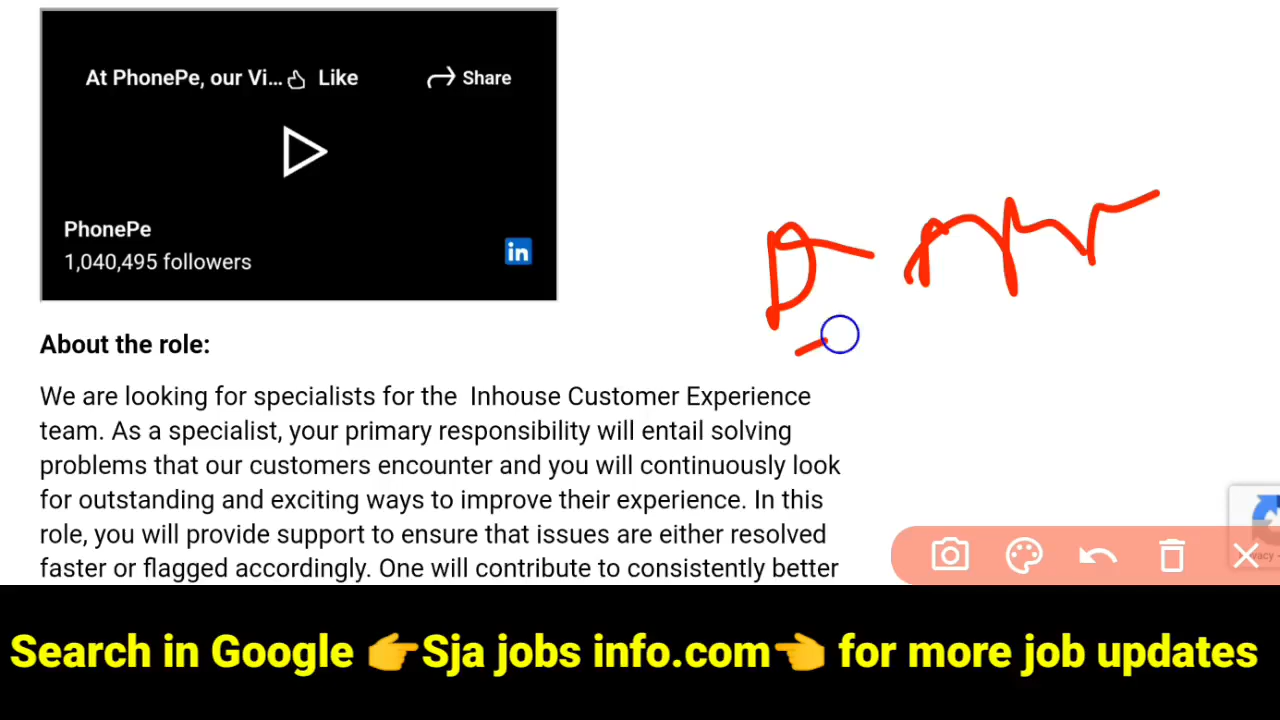 At PhonePe, our Vi... Like Share
PhonePe
1,040,495 followers
in
About the role:
We are looking for specialists for the Inhouse Customer Experience
team. As a specialist, your primary responsibility will entail solving
problems that our customers encounter and you will continuously look
for outstanding and exciting ways to improve their experience. In this
role, you will provide support to ensure that issues are either resolved
faster or flagged accordingly. One will contribute to consistently better
Search in Google 👉Sja jobs info.com👈 for more job updates